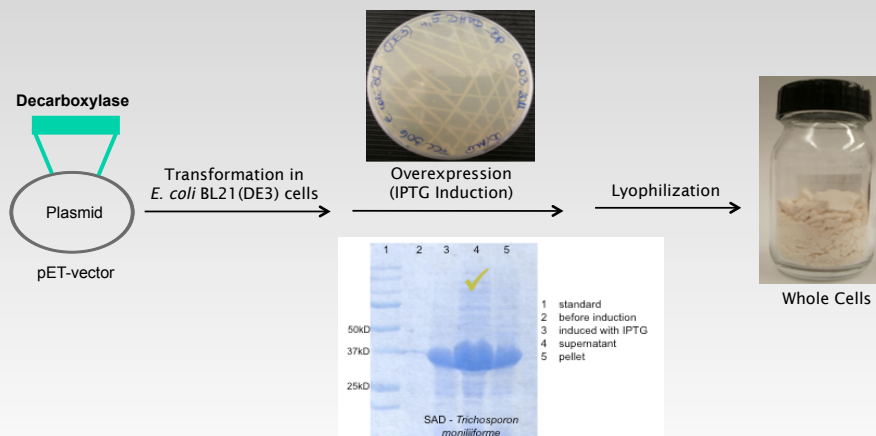 Decarboxylase
Plasmid
pET-vector
Transformation in
E. coli BL21(DE3) cells
Overexpression
(IPTG Induction)
Lyophilization
Whole Cells
1 2 3 4 5
50kD
37kD
25kD
1 standard
2 before induction
3 induced with IPTG
4 supernatant
5 pellet
SAD - Trichosporon
moniliiforme